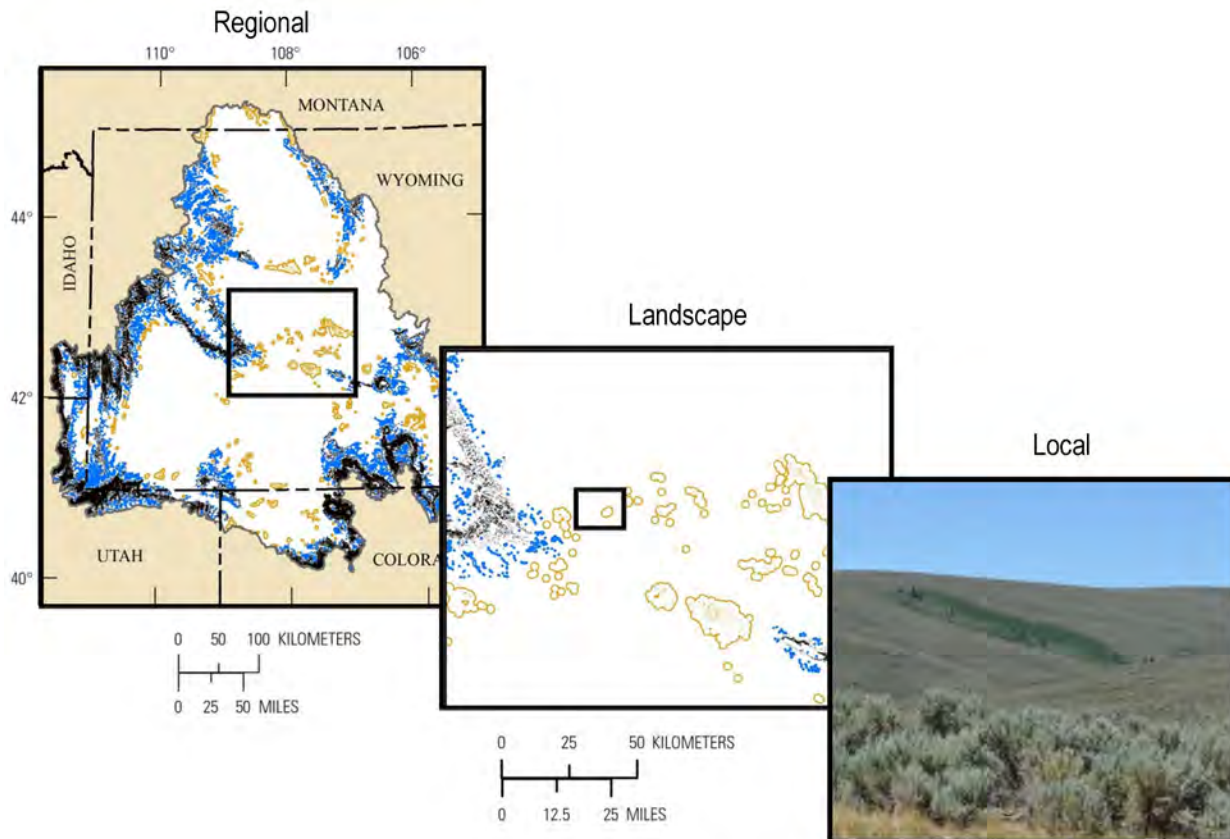 Regional
110° 108° 106°
MONTANA
WYOMING
44°
IDAHO
42°
UTAH
COLORA
40°
0 50 100 KILOMETERS
0 25 50 MILES
Landscape
0 25 50 KILOMETERS
0 12.5 25 MILES
Local